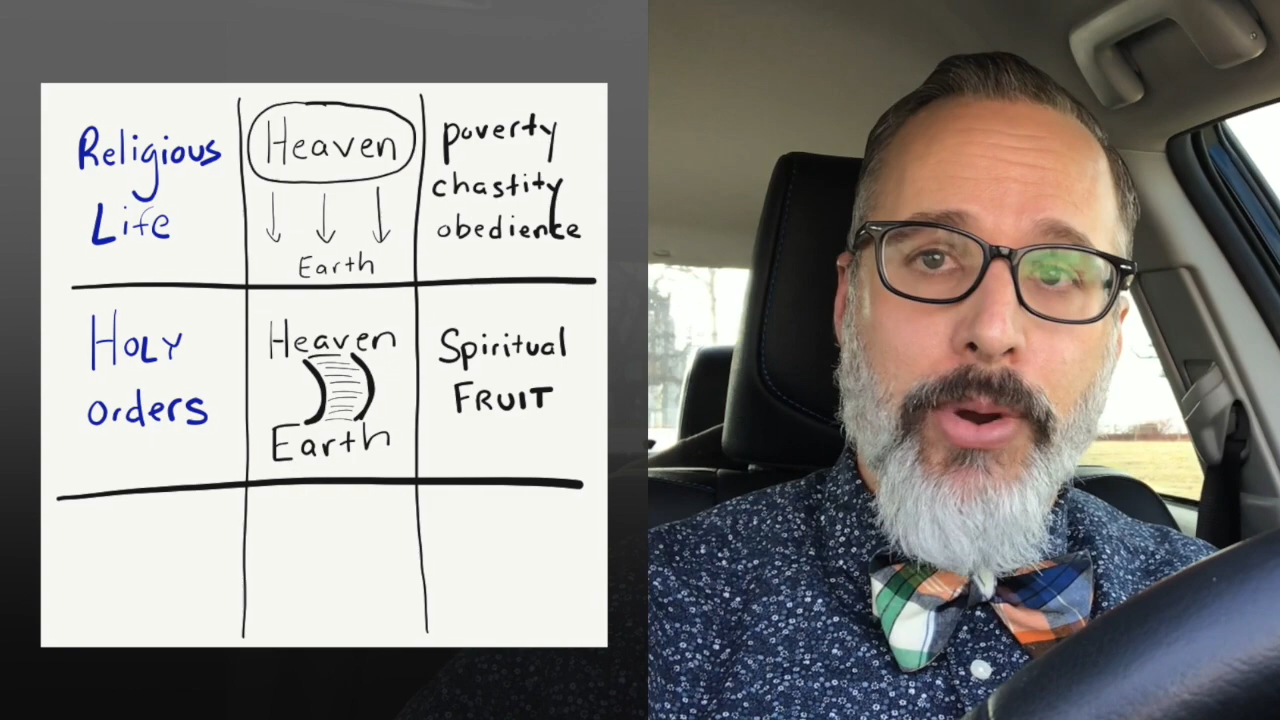 Religious
Life
Heaven
Earth
poverty
chastity
obedience
HOLY
orders
Heaven
Earth
Spiritual
FRUIT